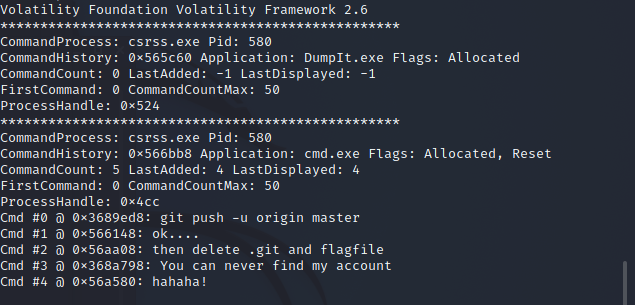 Volatility Foundation Volatility Framework 2.6
**************************************************
CommandProcess: csrss.exe Pid: 580
CommandHistory: 0×565c60 Application: DumpIt.exe Flags: Allocated
CommandCount: 0 LastAdded: -1 LastDisplayed: -1
FirstCommand: 0 CommandCountMax: 50
ProcessHandle: 0×524
**************************************************
CommandProcess: csrss.exe Pid: 580
CommandHistory: 0×566bb8 Application: cmd.exe Flags: Allocated, Reset
CommandCount: 5 LastAdded: 4 LastDisplayed: 4
FirstCommand: 0 CommandCountMax: 50
ProcessHandle: 0×4cc
Cmd #0 @ 0×3689ed8: git push -u origin master
Cmd #1 @ 0×566148: ok....
Cmd #2 @ 0×56aa08: then delete .git and flagfile
Cmd #3 @ 0×368a798: You can never find my account
Cmd #4 @ 0×56a580: hahaha!